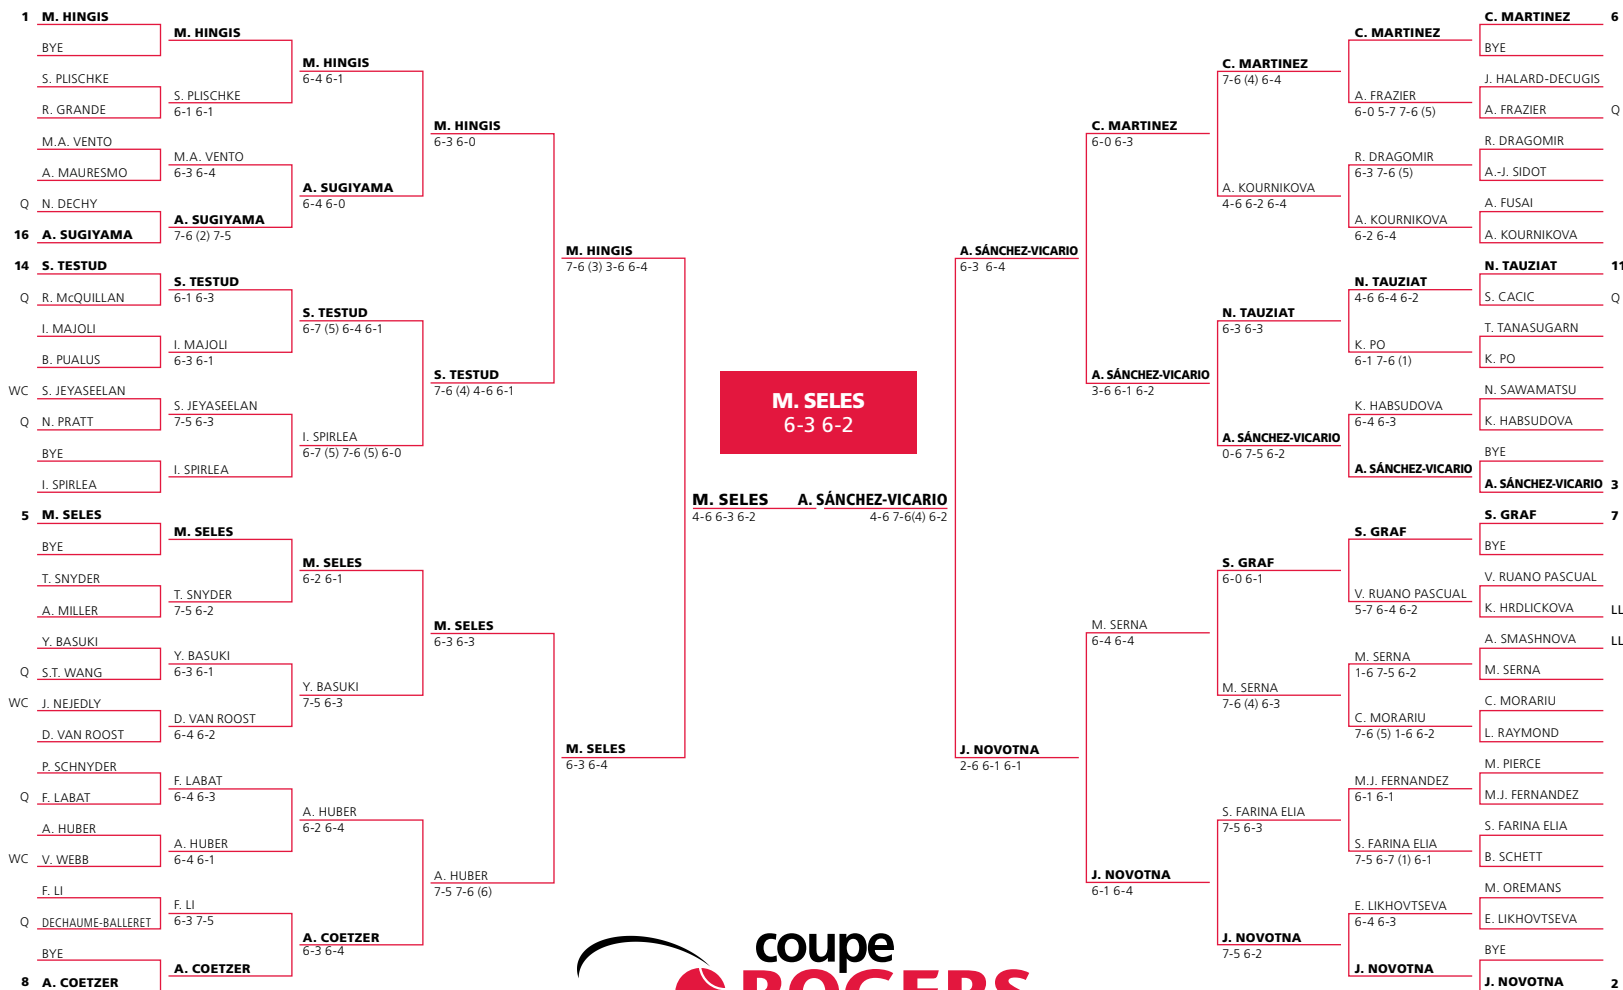 1 M. HINGIS
BYE
S. PLISCHKE
R. GRANDE
M.A. VENTO
A. MAURESMO
Q N. DECHY
16 A. SUGIYAMA
14 S. TESTUD
Q R. McQUILLAN
I. MAJOLI
B. PUALUS
WC S. JEYASEELAN
Q N. PRATT
BYE
I. SPIRLEA
5 M. SELES
BYE
T. SNYDER
A. MILLER
Y. BASUKI
Q S.T. WANG
WC J. NEJEDLY
D. VAN ROOST
P. SCHNYDER
Q F. LABAT
A. HUBER
WC V. WEBB
F. LI
Q DECHAUME-BALLERET
BYE
8 A. COETZER
M. HINGIS
S. PLISCHKE
6-1 6-1
M.A. VENTO
6-3 6-4
A. SUGIYAMA
7-6 (2) 7-5
S. TESTUD
6-1 6-3
I. MAJOLI
6-3 6-1
S. JEYASEELAN
7-5 6-3
I. SPIRLEA
M. SELES
T. SNYDER
7-5 6-2
Y. BASUKI
6-3 6-1
D. VAN ROOST
6-4 6-2
F. LABAT
6-4 6-3
A. HUBER
6-4 6-1
F. LI
6-3 7-5
A. COETZER
M. HINGIS
6-4 6-1
A. SUGIYAMA
6-4 6-0
S. TESTUD
6-7 (5) 6-4 6-1
I. SPIRLEA
6-7 (5) 7-6 (5) 6-0
M. SELES
6-2 6-1
Y. BASUKI
7-5 6-3
A. HUBER
6-2 6-4
A. COETZER
6-3 6-4
M. HINGIS
6-3 6-0
S. TESTUD
7-6 (4) 4-6 6-1
M. SELES
6-3 6-3
A. HUBER
7-5 7-6 (6)
M. HINGIS
7-6 (3) 3-6 6-4
M. SELES
6-3 6-4
M. SELES
4-6 6-3 6-2
M. SELES
6-3 6-2
A. SÁNCHEZ-VICARIO
4-6 7-6(4) 6-2
A. SÁNCHEZ-VICARIO
6-3 6-4
J. NOVOTNA
2-6 6-1 6-1
C. MARTINEZ
6-0 6-3
A. SÁNCHEZ-VICARIO
3-6 6-1 6-2
M. SERNA
6-4 6-4
J. NOVOTNA
6-1 6-4
C. MARTINEZ
7-6 (4) 6-4
A. KOURNIKOVA
4-6 6-2 6-4
N. TAUZIAT
6-3 6-3
A. SÁNCHEZ-VICARIO
0-6 7-5 6-2
S. GRAF
6-0 6-1
M. SERNA
7-6 (4) 6-3
S. FARINA ELIA
7-5 6-3
J. NOVOTNA
7-5 6-2
C. MARTINEZ
A. FRAZIER
6-0 5-7 7-6 (5)
R. DRAGOMIR
6-3 7-6 (5)
A. KOURNIKOVA
6-2 6-4
N. TAUZIAT
4-6 6-4 6-2
K. PO
6-1 7-6 (1)
K. HABSUDOVA
6-4 6-3
A. SÁNCHEZ-VICARIO
S. GRAF
V. RUANO PASCUAL
5-7 6-4 6-2
M. SERNA
1-6 7-5 6-2
C. MORARIU
7-6 (5) 1-6 6-2
M.J. FERNANDEZ
6-1 6-1
S. FARINA ELIA
7-5 6-7 (1) 6-1
E. LIKHOVTSEVA
6-4 6-3
J. NOVOTNA
C. MARTINEZ 6
BYE
J. HALARD-DECUGIS
A. FRAZIER Q
R. DRAGOMIR
A.-J. SIDOT
A. FUSAI
A. KOURNIKOVA
N. TAUZIAT 11
S. CACIC Q
T. TANASUGARN
K. PO
N. SAWAMATSU
K. HABSUDOVA
BYE
A. SÁNCHEZ-VICARIO 3
S. GRAF 7
BYE
V. RUANO PASCUAL
K. HRDLICKOVA LL
A. SMASHNOVA LL
M. SERNA
C. MORARIU
L. RAYMOND
M. PIERCE
M.J. FERNANDEZ
S. FARINA ELIA
B. SCHETT
M. OREMANS
E. LIKHOVTSEVA
BYE
J. NOVOTNA 2
coupe
ROGERS